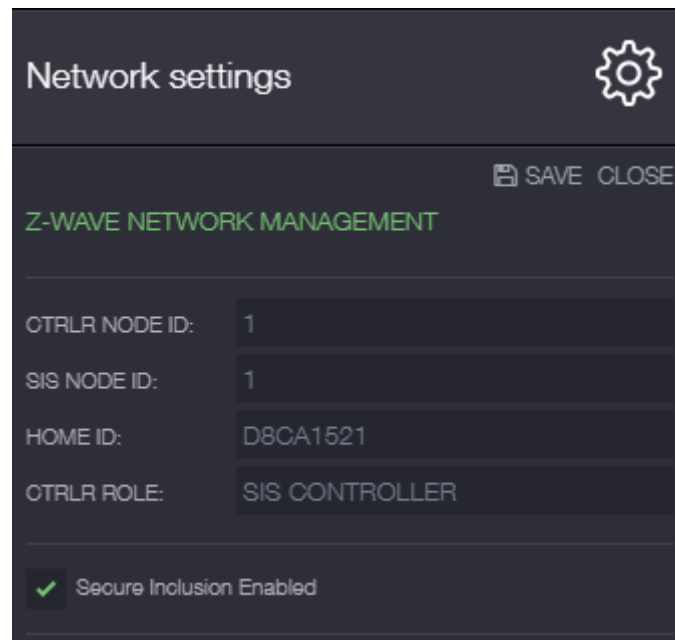 Network settings
SAVE CLOSE
Z-WAVE NETWORK MANAGEMENT
CTRLR NODE ID: 1
SIS NODE ID: 1
HOME ID: D8CA1521
CTRLR ROLE: SIS CONTROLLER
Secure Inclusion Enabled